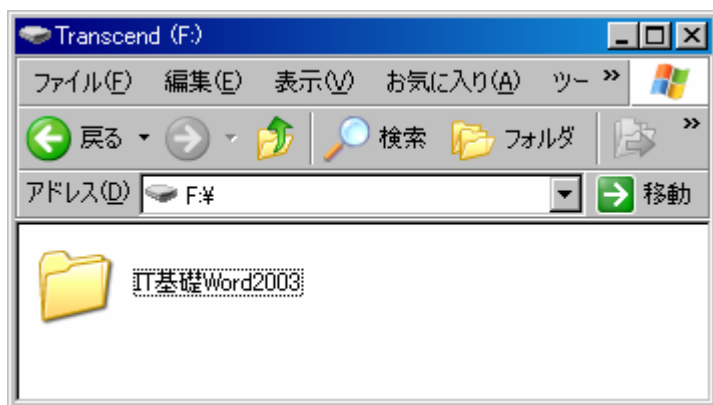 Transcend (F:)
ファイル(F) 編集(E) 表示(V) お気に入り(A) ツー »
戻る 検索 フォルダ »
アドレス(D) F:¥ 移動
IT基礎Word2003